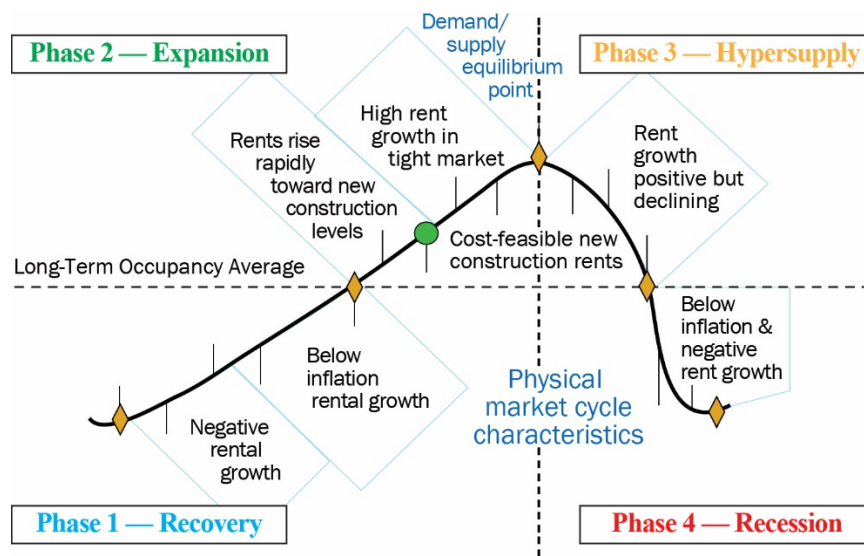 Phase 2 — Expansion
Demand/
supply
equilibrium
point
Phase 3 — Hypersupply
High rent
growth in
tight market
Rents rise
rapidly
toward new
construction
levels
Rent
growth
positive but
declining
Cost-feasible new
construction rents
Long-Term Occupancy Average
Below
inflation
rental growth
Below
inflation &
negative
rent growth
Negative
rental
growth
Physical
market cycle
characteristics
Phase 1 — Recovery
Phase 4 — Recession